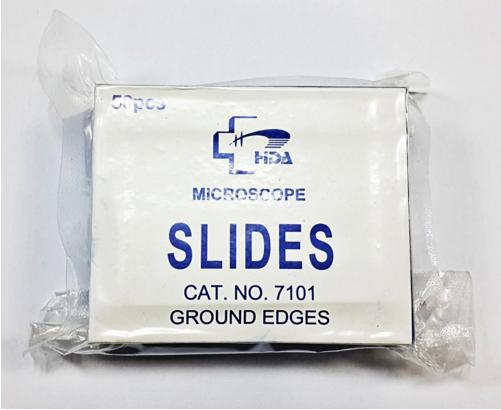 50pcs
HDA
MICROSCOPE
SLIDES
CAT. NO. 7101
GROUND EDGES